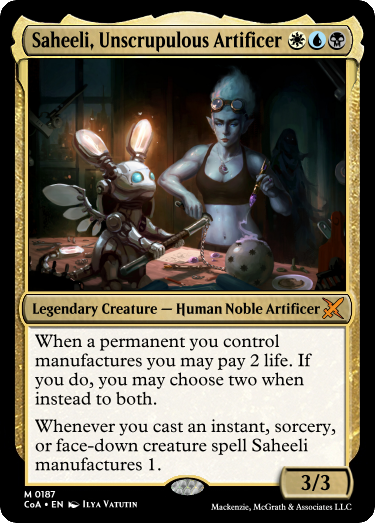 Saheeli, Unscrupulous Artificer
Legendary Creature — Human Noble Artificer
When a permanent you control
manufactures you may pay 2 life. If
you do, you may choose two when
instead to both.
Whenever you cast an instant, sorcery,
or face-down creature spell Saheeli
manufactures 1.
3/3
M 0187
CoA • EN Ilya Vatutin
Mackenzie, McGrath & Associates LLC